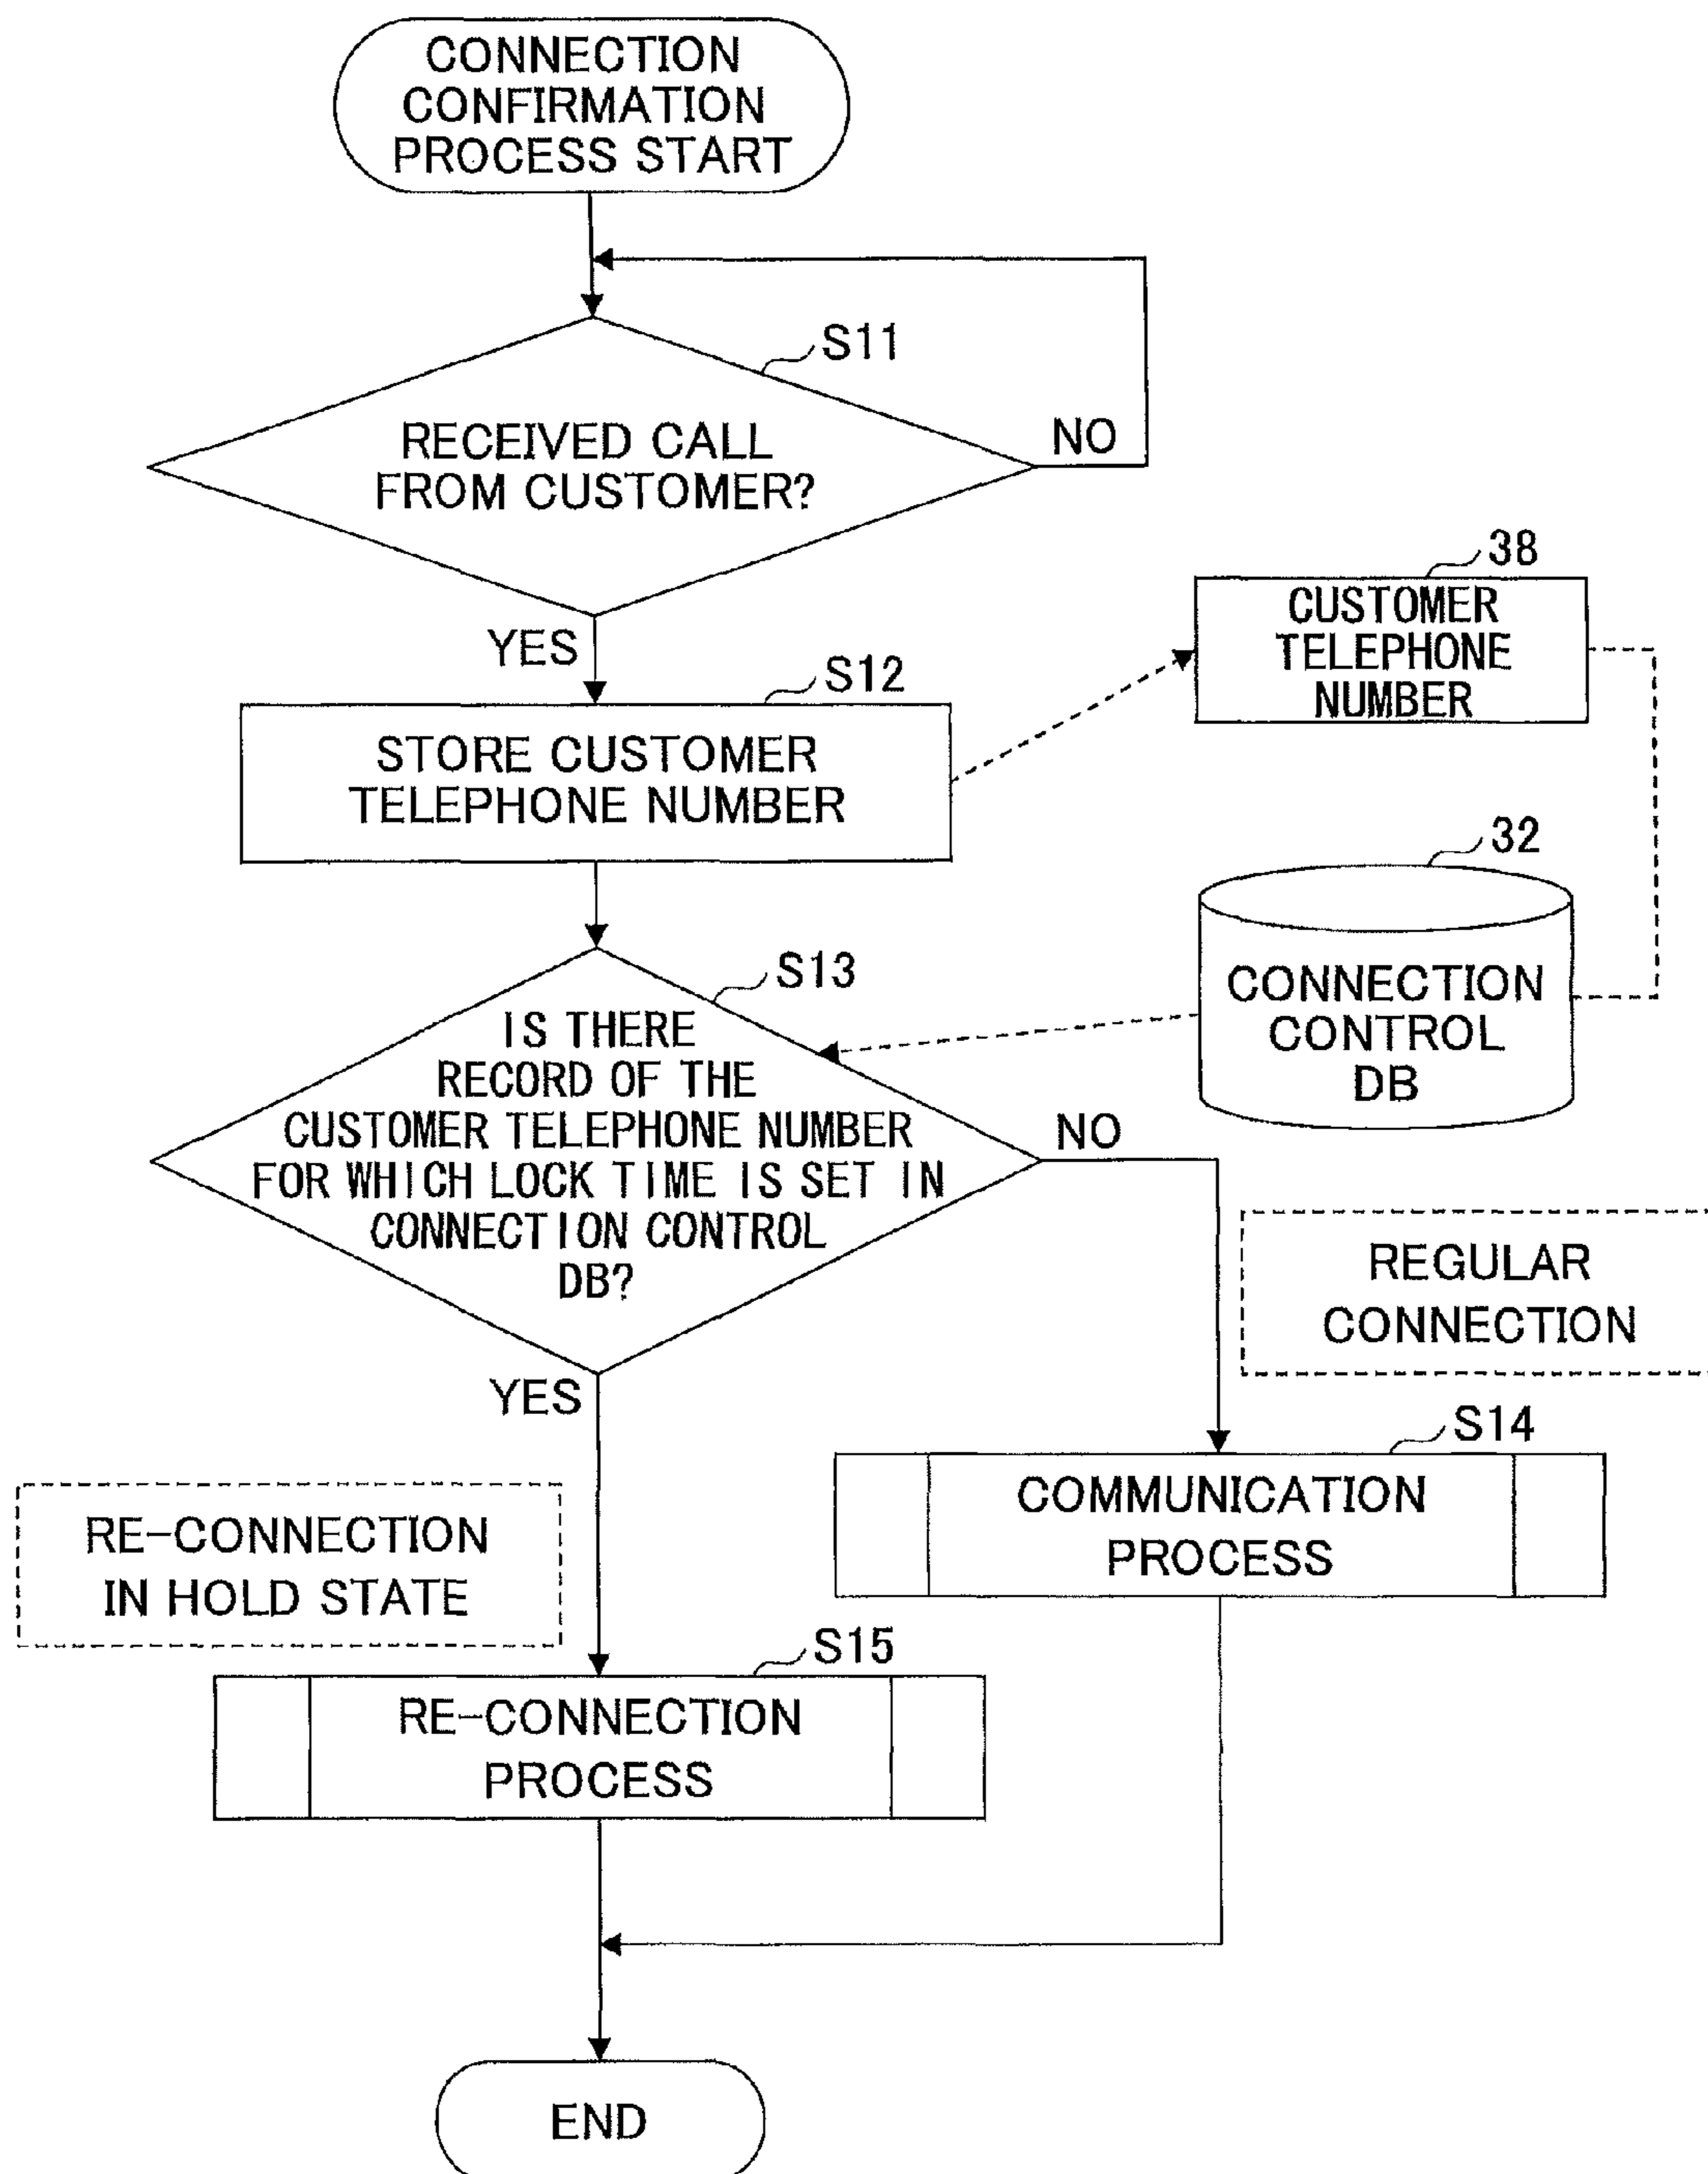 CONNECTION
CONFIRMATION
PROCESS START
S11
RECEIVED CALL
FROM CUSTOMER?
NO
YES
S12
STORE CUSTOMER
TELEPHONE NUMBER
38
CUSTOMER
TELEPHONE
NUMBER
32
CONNECTION
CONTROL
DB
S13
IS THERE
RECORD OF THE
CUSTOMER TELEPHONE NUMBER
FOR WHICH LOCK TIME IS SET IN
CONNECTION CONTROL
DB?
NO
YES
REGULAR
CONNECTION
S14
COMMUNICATION
PROCESS
RE-CONNECTION
IN HOLD STATE
S15
RE-CONNECTION
PROCESS
END